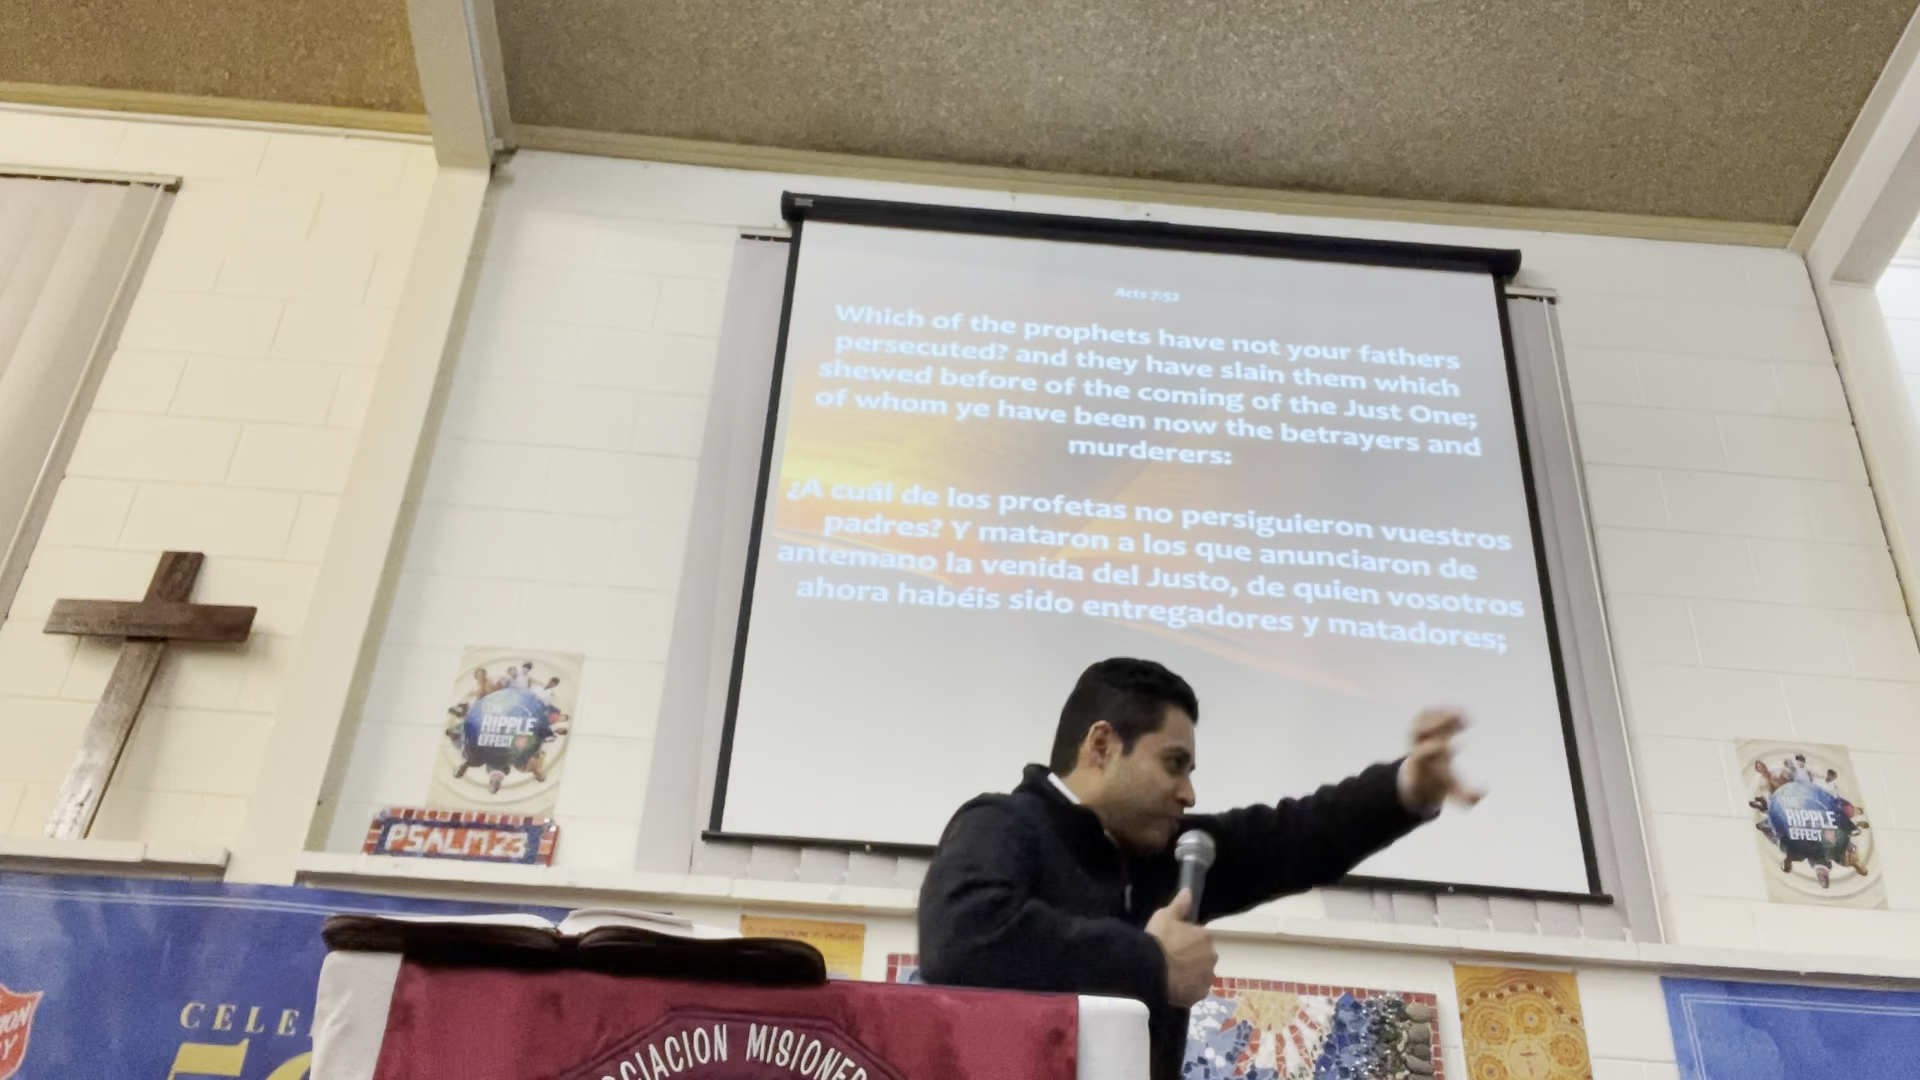 Acts 7:52
Which of the prophets have not your fathers
persecuted? and they have slain them which
shewed before of the coming of the Just One;
of whom ye have been now the betrayers and
murderers:
¿A cuál de los profetas no persiguieron vuestros
padres? Y mataron a los que anunciaron de
antemano la venida del Justo, de quien vosotros
ahora habéis sido entregadores y matadores;
THE
RIPPLE
EFFECT
PSALM 23
THE
RIPPLE
EFFECT
CELE
CIACION MISIONE